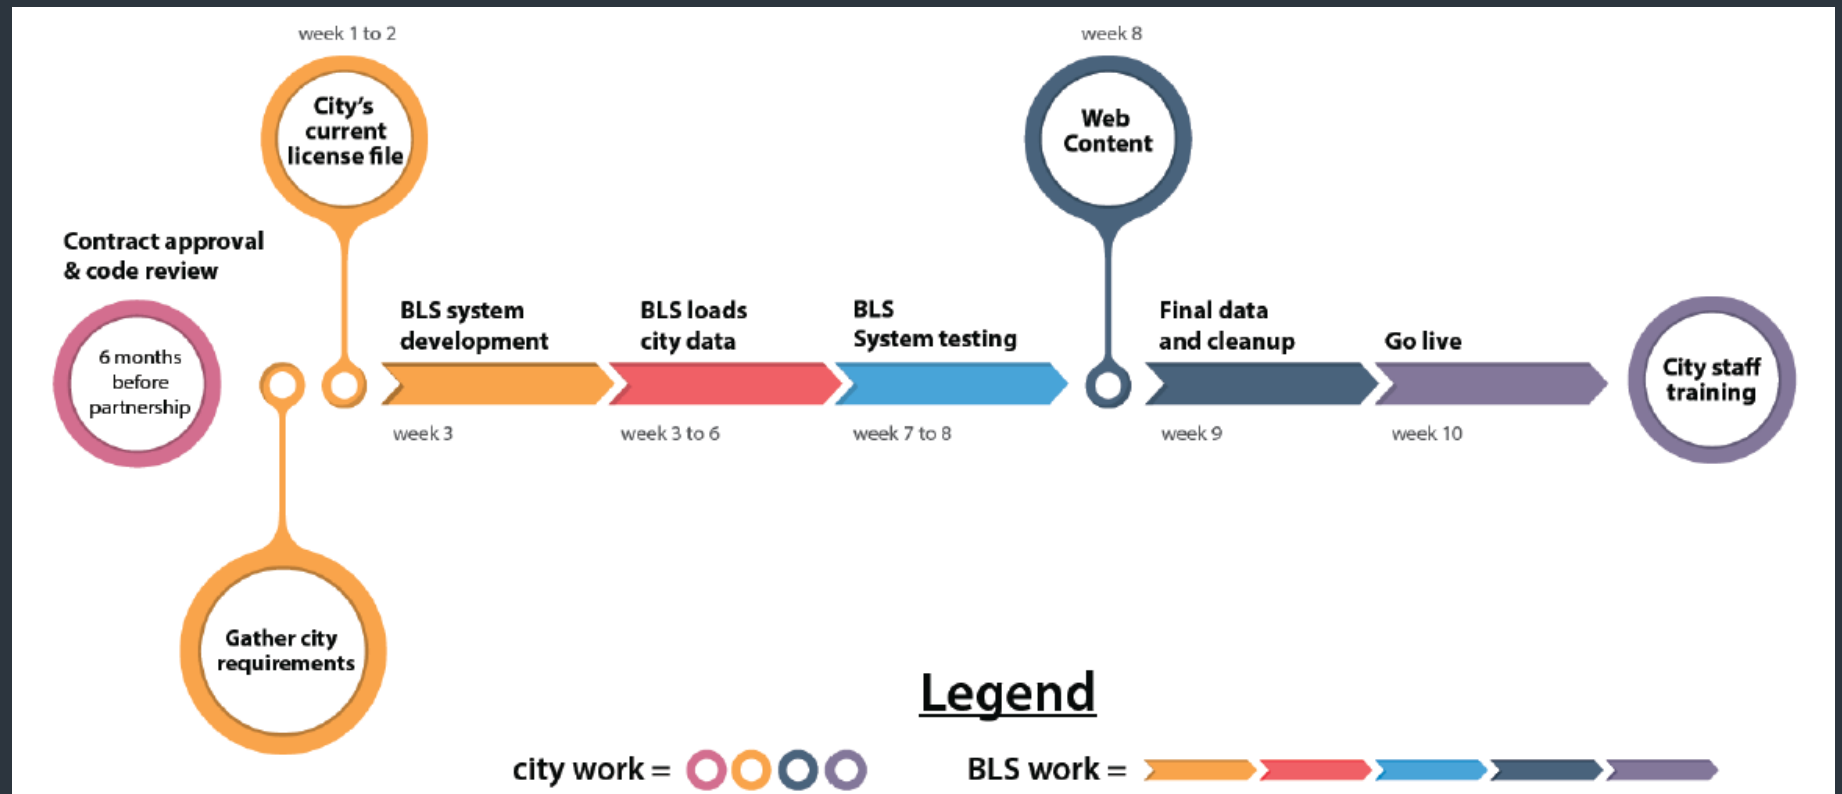 week 1 to 2
City's
current
license file
week 8
Web
Content
Contract approval
& code review
6 months
before
partnership
BLS system
development
week 3
BLS loads
city data
week 3 to 6
BLS
System testing
week 7 to 8
Final data
and cleanup
week 9
Go live
week 10
City staff
training
Gather city
requirements
Legend
city work =
BLS work =